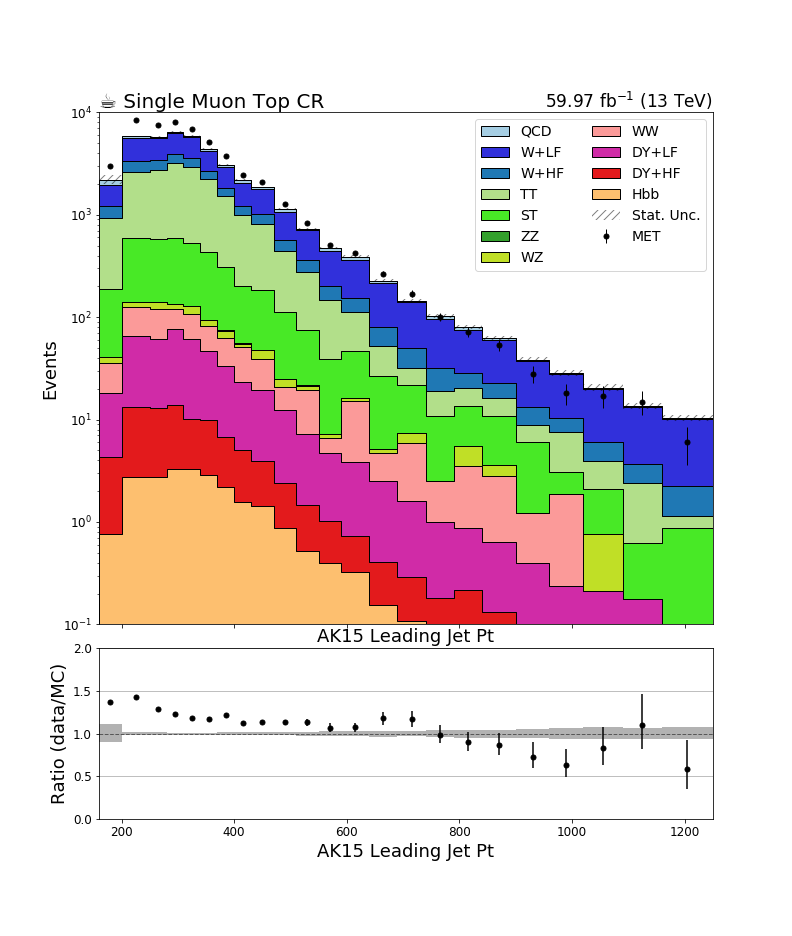 ☕ Single Muon Top CR 59.97 fb⁻¹ (13 TeV)
QCD WW
W+LF DY+LF
W+HF DY+HF
TT Hbb
ST Stat. Unc.
ZZ MET
WZ
Events
10⁴
10³
10²
10¹
10⁰
10⁻¹
AK15 Leading Jet Pt
Ratio (data/MC)
2.0
1.5
1.0
0.5
0.0
200 400 600 800 1000 1200
AK15 Leading Jet Pt